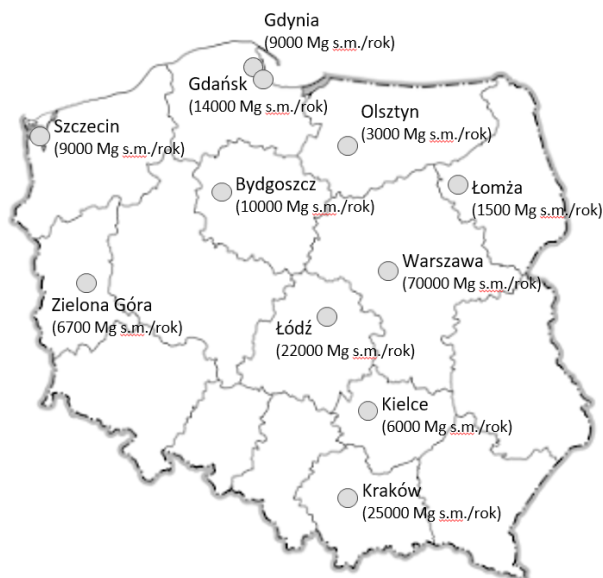 Gdynia
(9000 Mg s.m./rok)
Gdańsk
(14000 Mg s.m./rok)
Olsztyn
(3000 Mg s.m./rok)
Szczecin
(9000 Mg s.m./rok)
Bydgoszcz
(10000 Mg s.m./rok)
Łomża
(1500 Mg s.m./rok)
Warszawa
(70000 Mg s.m./rok)
Zielona Góra
(6700 Mg s.m./rok)
Łódź
(22000 Mg s.m./rok)
Kielce
(6000 Mg s.m./rok)
Kraków
(25000 Mg s.m./rok)